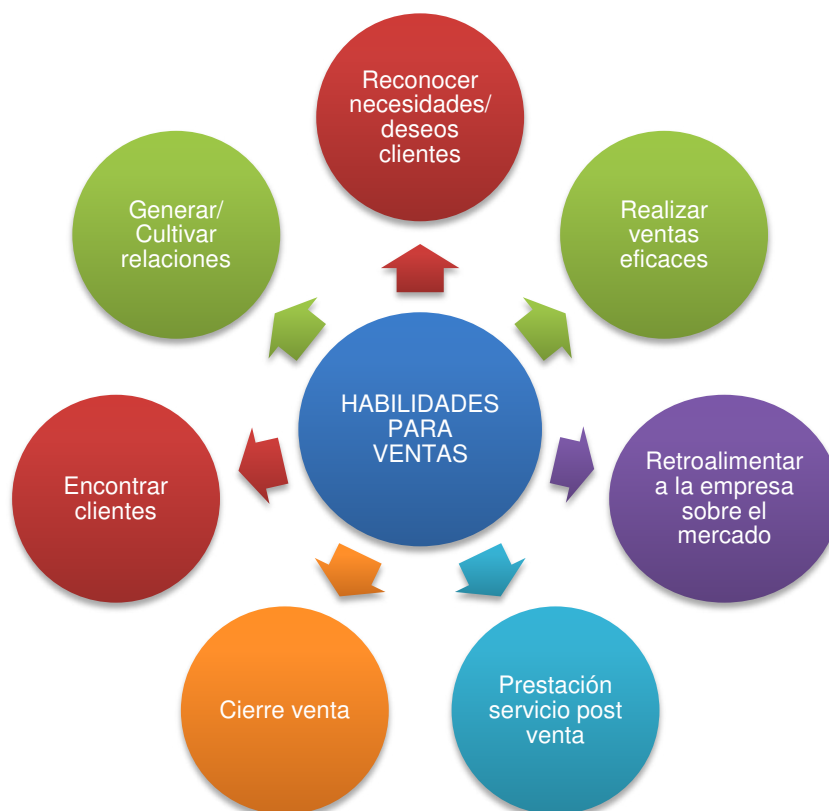 Reconocer
necesidades/
deseos
clientes
Generar/
Cultivar
relaciones
Realizar
ventas
eficaces
HABILIDADES
PARA
VENTAS
Encontrar
clientes
Retroalimentar
a la empresa
sobre el
mercado
Cierre venta
Prestación
servicio post
venta